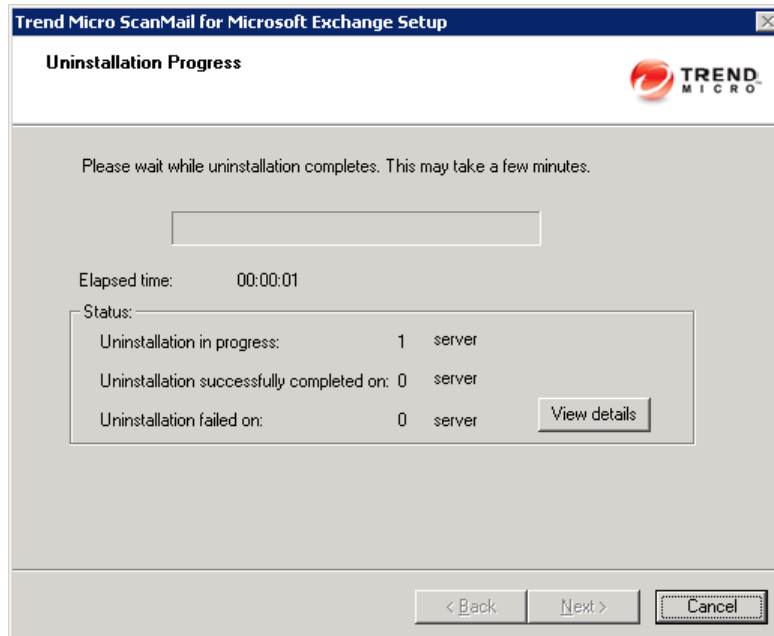 Trend Micro ScanMail for Microsoft Exchange Setup
Uninstallation Progress
TREND
MICRO™
Please wait while uninstallation completes. This may take a few minutes.
Elapsed time: 00:00:01
Status:
Uninstallation in progress: 1 server
Uninstallation successfully completed on: 0 server
Uninstallation failed on: 0 server
View details
< Back Next > Cancel